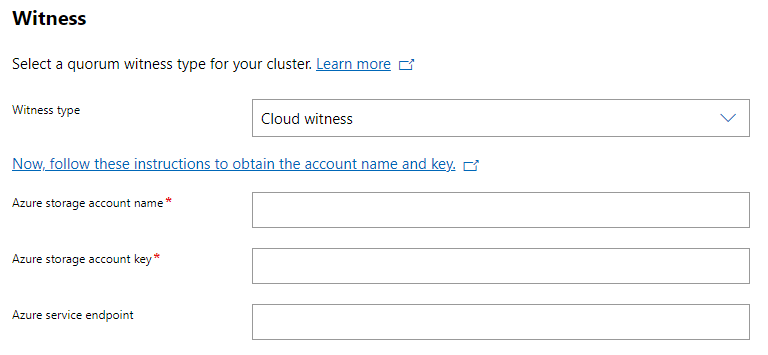 Witness
Select a quorum witness type for your cluster. Learn more
Witness type
Cloud witness
Now, follow these instructions to obtain the account name and key.
Azure storage account name*
Azure storage account key*
Azure service endpoint